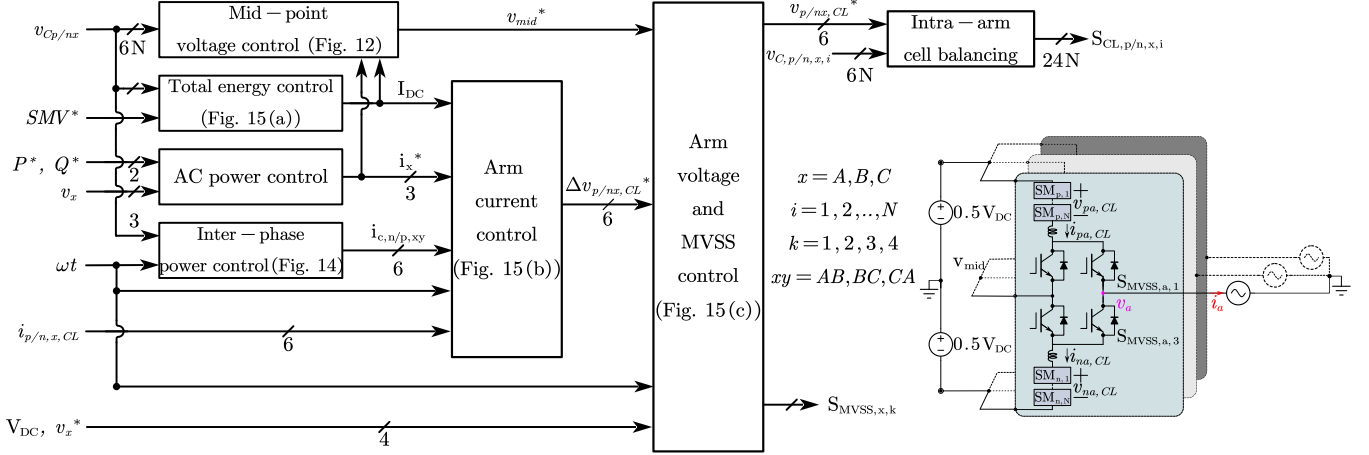 v_{Cp/nx}
6N
Mid-point
voltage control (Fig. 12)
v_{mid}*
v_{p/nx,CL}*
6
v_{C,p/n,x,i}
6N
Intra-arm
cell balancing
24N
S_{CL,p/n,x,i}
SMV*
Total energy control
(Fig. 15(a))
I_{DC}
P*, Q*
2
v_x
AC power control
i_x*
3
3
Inter-phase
power control(Fig. 14)
i_{c,n/p,xy}
6
ωt
i_{p/n,x,CL}
6
Arm
current
control
(Fig. 15(b))
Δv_{p/nx,CL}*
6
V_{DC}, v_x*
4
Arm
voltage
and
MVSS
control
(Fig. 15(c))
S_{MVSS,x,k}
x=A,B,C
i=1,2,..,N
k=1,2,3,4
xy=AB,BC,CA
0.5V_{DC}
0.5V_{DC}
v_{mid}
SM_{p,1}
SM_{p,N}
+
−
v_{pa,CL}
i_{pa,CL}
S_{MVSS,a,1}
v_a
i_a
S_{MVSS,a,3}
i_{na,CL}
SM_{n,1}
SM_{n,N}
+
−
v_{na,CL}